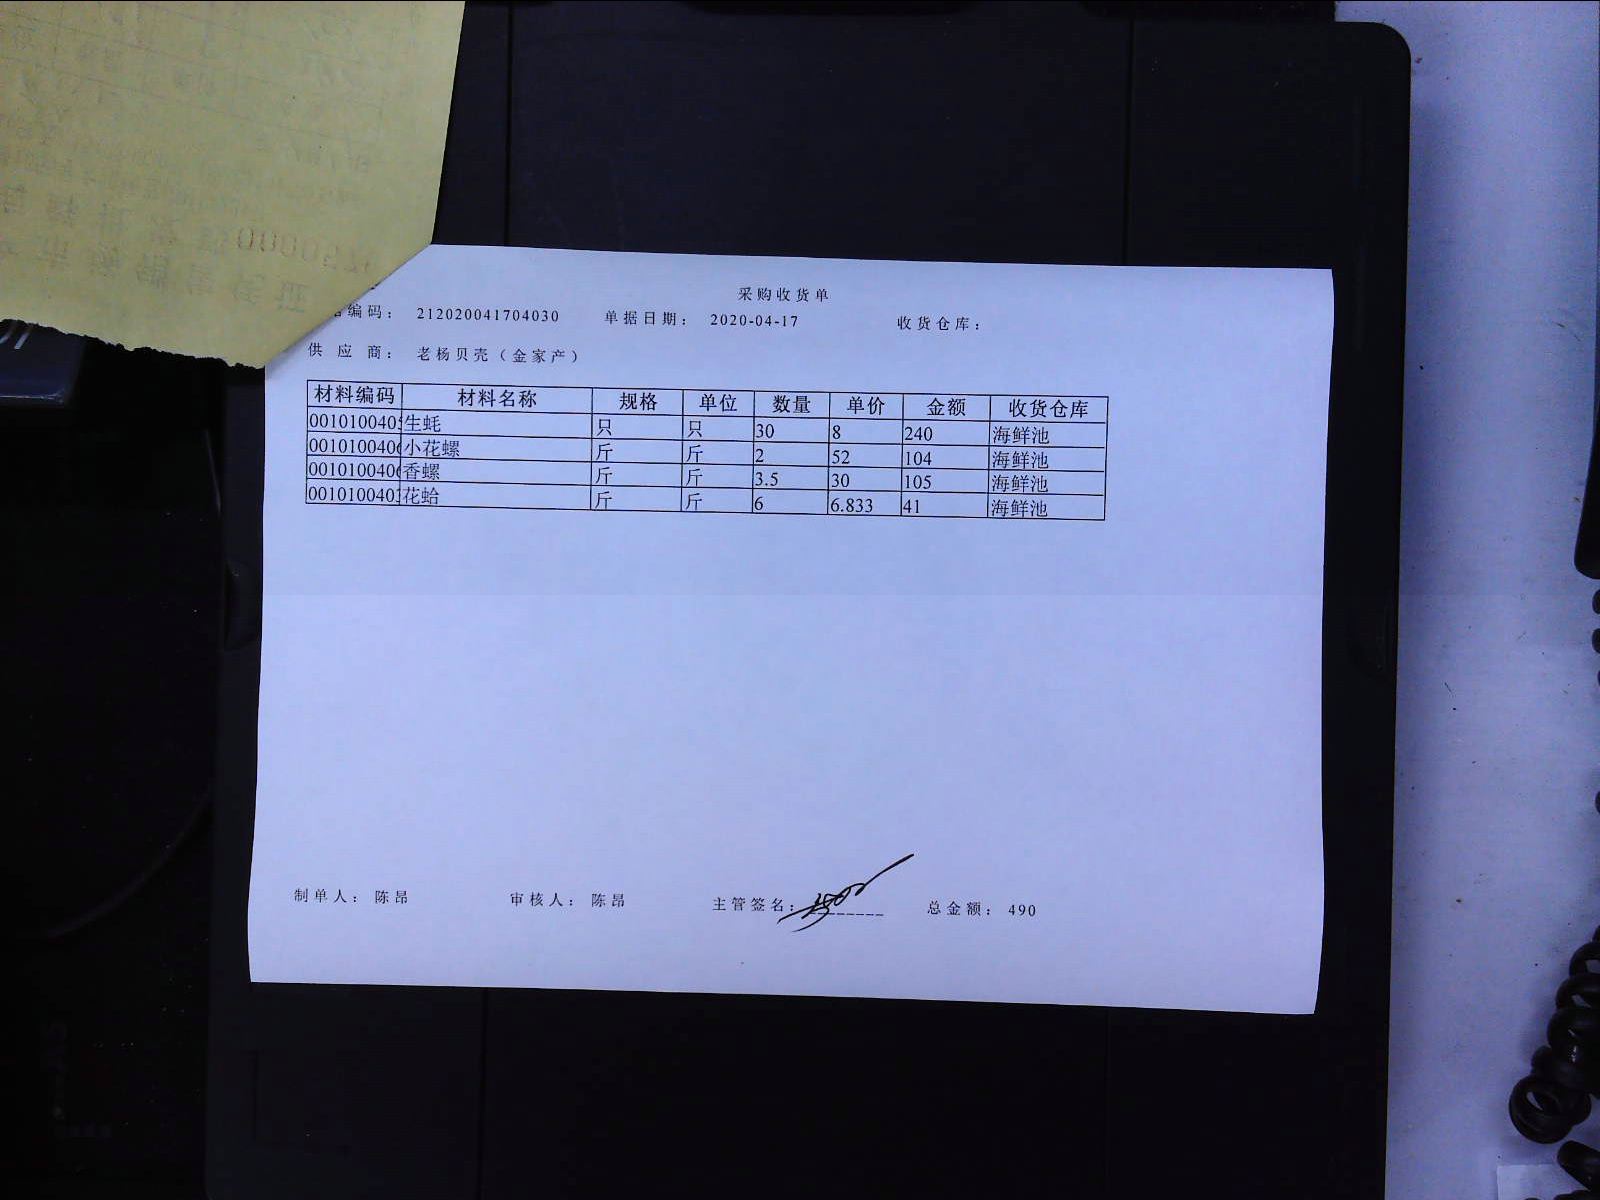 采购收货单
编码： 212020041704030 单据日期： 2020-04-17 收货仓库：
供 应 商： 老杨贝壳（金家产）
材料编码 材料名称 规格 单位 数量 单价 金额 收货仓库
0010100405 生蚝 只 只 30 8 240 海鲜池
001010040 小花螺 斤 斤 2 52 104 海鲜池
001010040 香螺 斤 斤 3.5 30 105 海鲜池
001010040 花蛤 斤 斤 6 6.833 41 海鲜池
制单人： 陈昂 审核人： 陈昂 主管签名：________ 总金额： 490